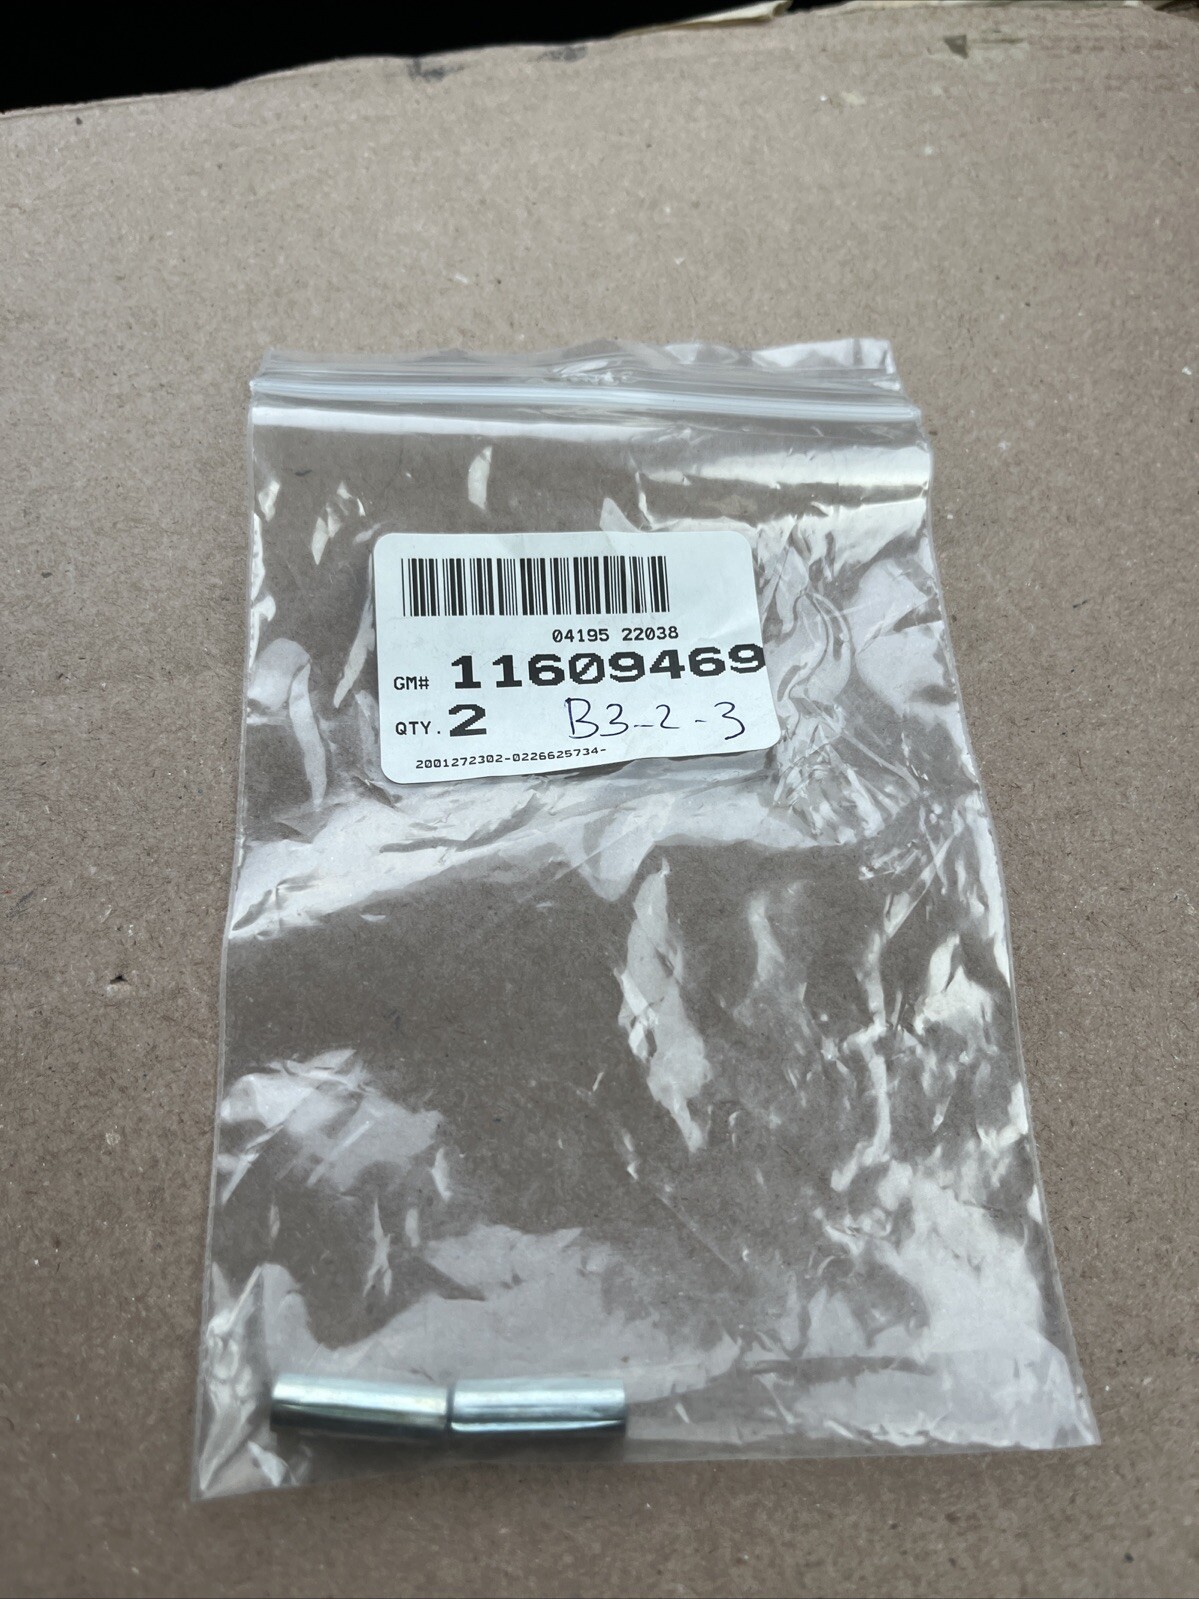 04195 22038
GM# 11609469
QTY. 2 B3-2-3
2001272302-0226625734-